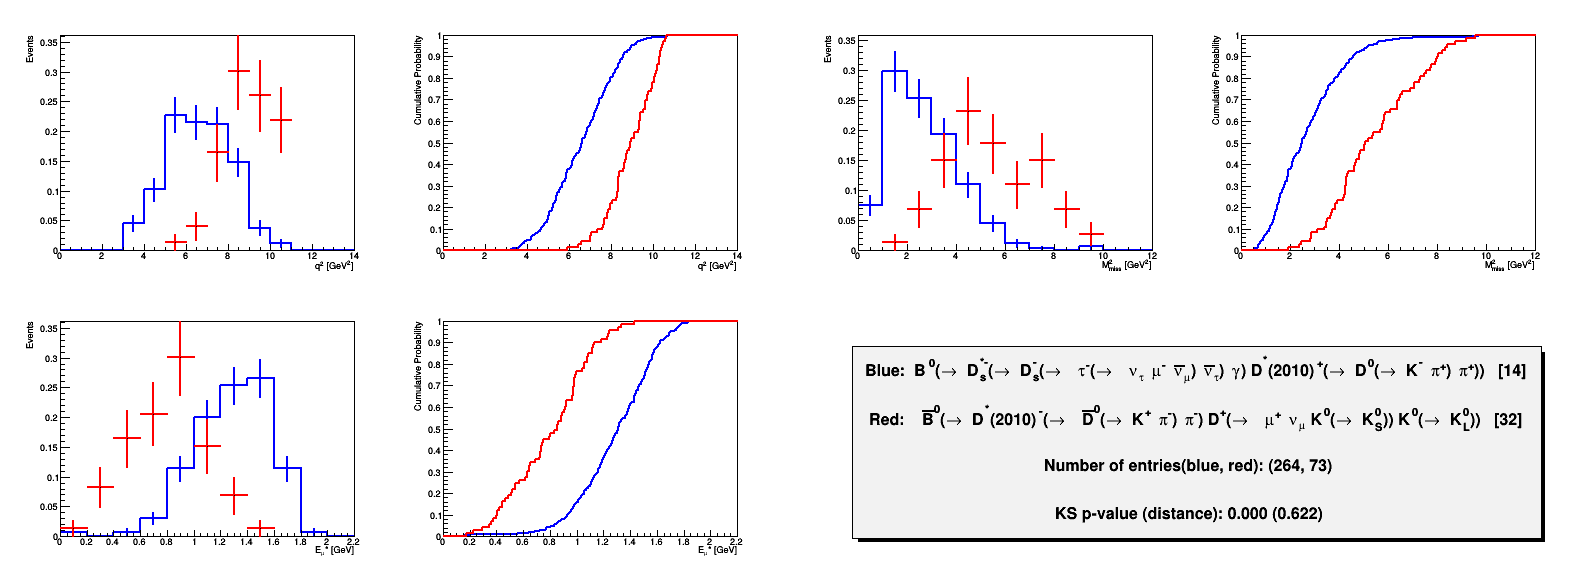 Events
0.35
0.3
0.25
0.2
0.15
0.1
0.05
0
0 2 4 6 8 10 12 14
q² [GeV²]
Cumulative Probability
1
0.9
0.8
0.7
0.6
0.5
0.4
0.3
0.2
0.1
0
0 2 4 6 8 10 12 14
q² [GeV²]
Events
0.35
0.3
0.25
0.2
0.15
0.1
0.05
0
0 2 4 6 8 10 12
M²miss [GeV²]
Cumulative Probability
1
0.9
0.8
0.7
0.6
0.5
0.4
0.3
0.2
0.1
0
0 2 4 6 8 10 12
M²miss [GeV²]
Events
0.35
0.3
0.25
0.2
0.15
0.1
0.05
0
0 0.2 0.4 0.6 0.8 1 1.2 1.4 1.6 1.8 2 2.2
Eμ* [GeV]
Cumulative Probability
1
0.9
0.8
0.7
0.6
0.5
0.4
0.3
0.2
0.1
0
0 0.2 0.4 0.6 0.8 1 1.2 1.4 1.6 1.8 2 2.2
Eμ* [GeV]
Blue: B⁰(→ Dₛ*⁻(→ Dₛ⁻(→ τ⁻(→ ντ μ⁻ ν̅μ) ν̅τ) γ) D*(2010)⁺(→ D⁰(→ K⁻ π⁺) π⁺)) [14]
Red: B̅⁰(→ D*(2010)⁻(→ D̅⁰(→ K⁺ π⁻) π⁻) D⁺(→ μ⁺ νμ K⁰(→ K⁰S)) K⁰(→ K⁰L)) [32]
Number of entries(blue, red): (264, 73)
KS p-value (distance): 0.000 (0.622)